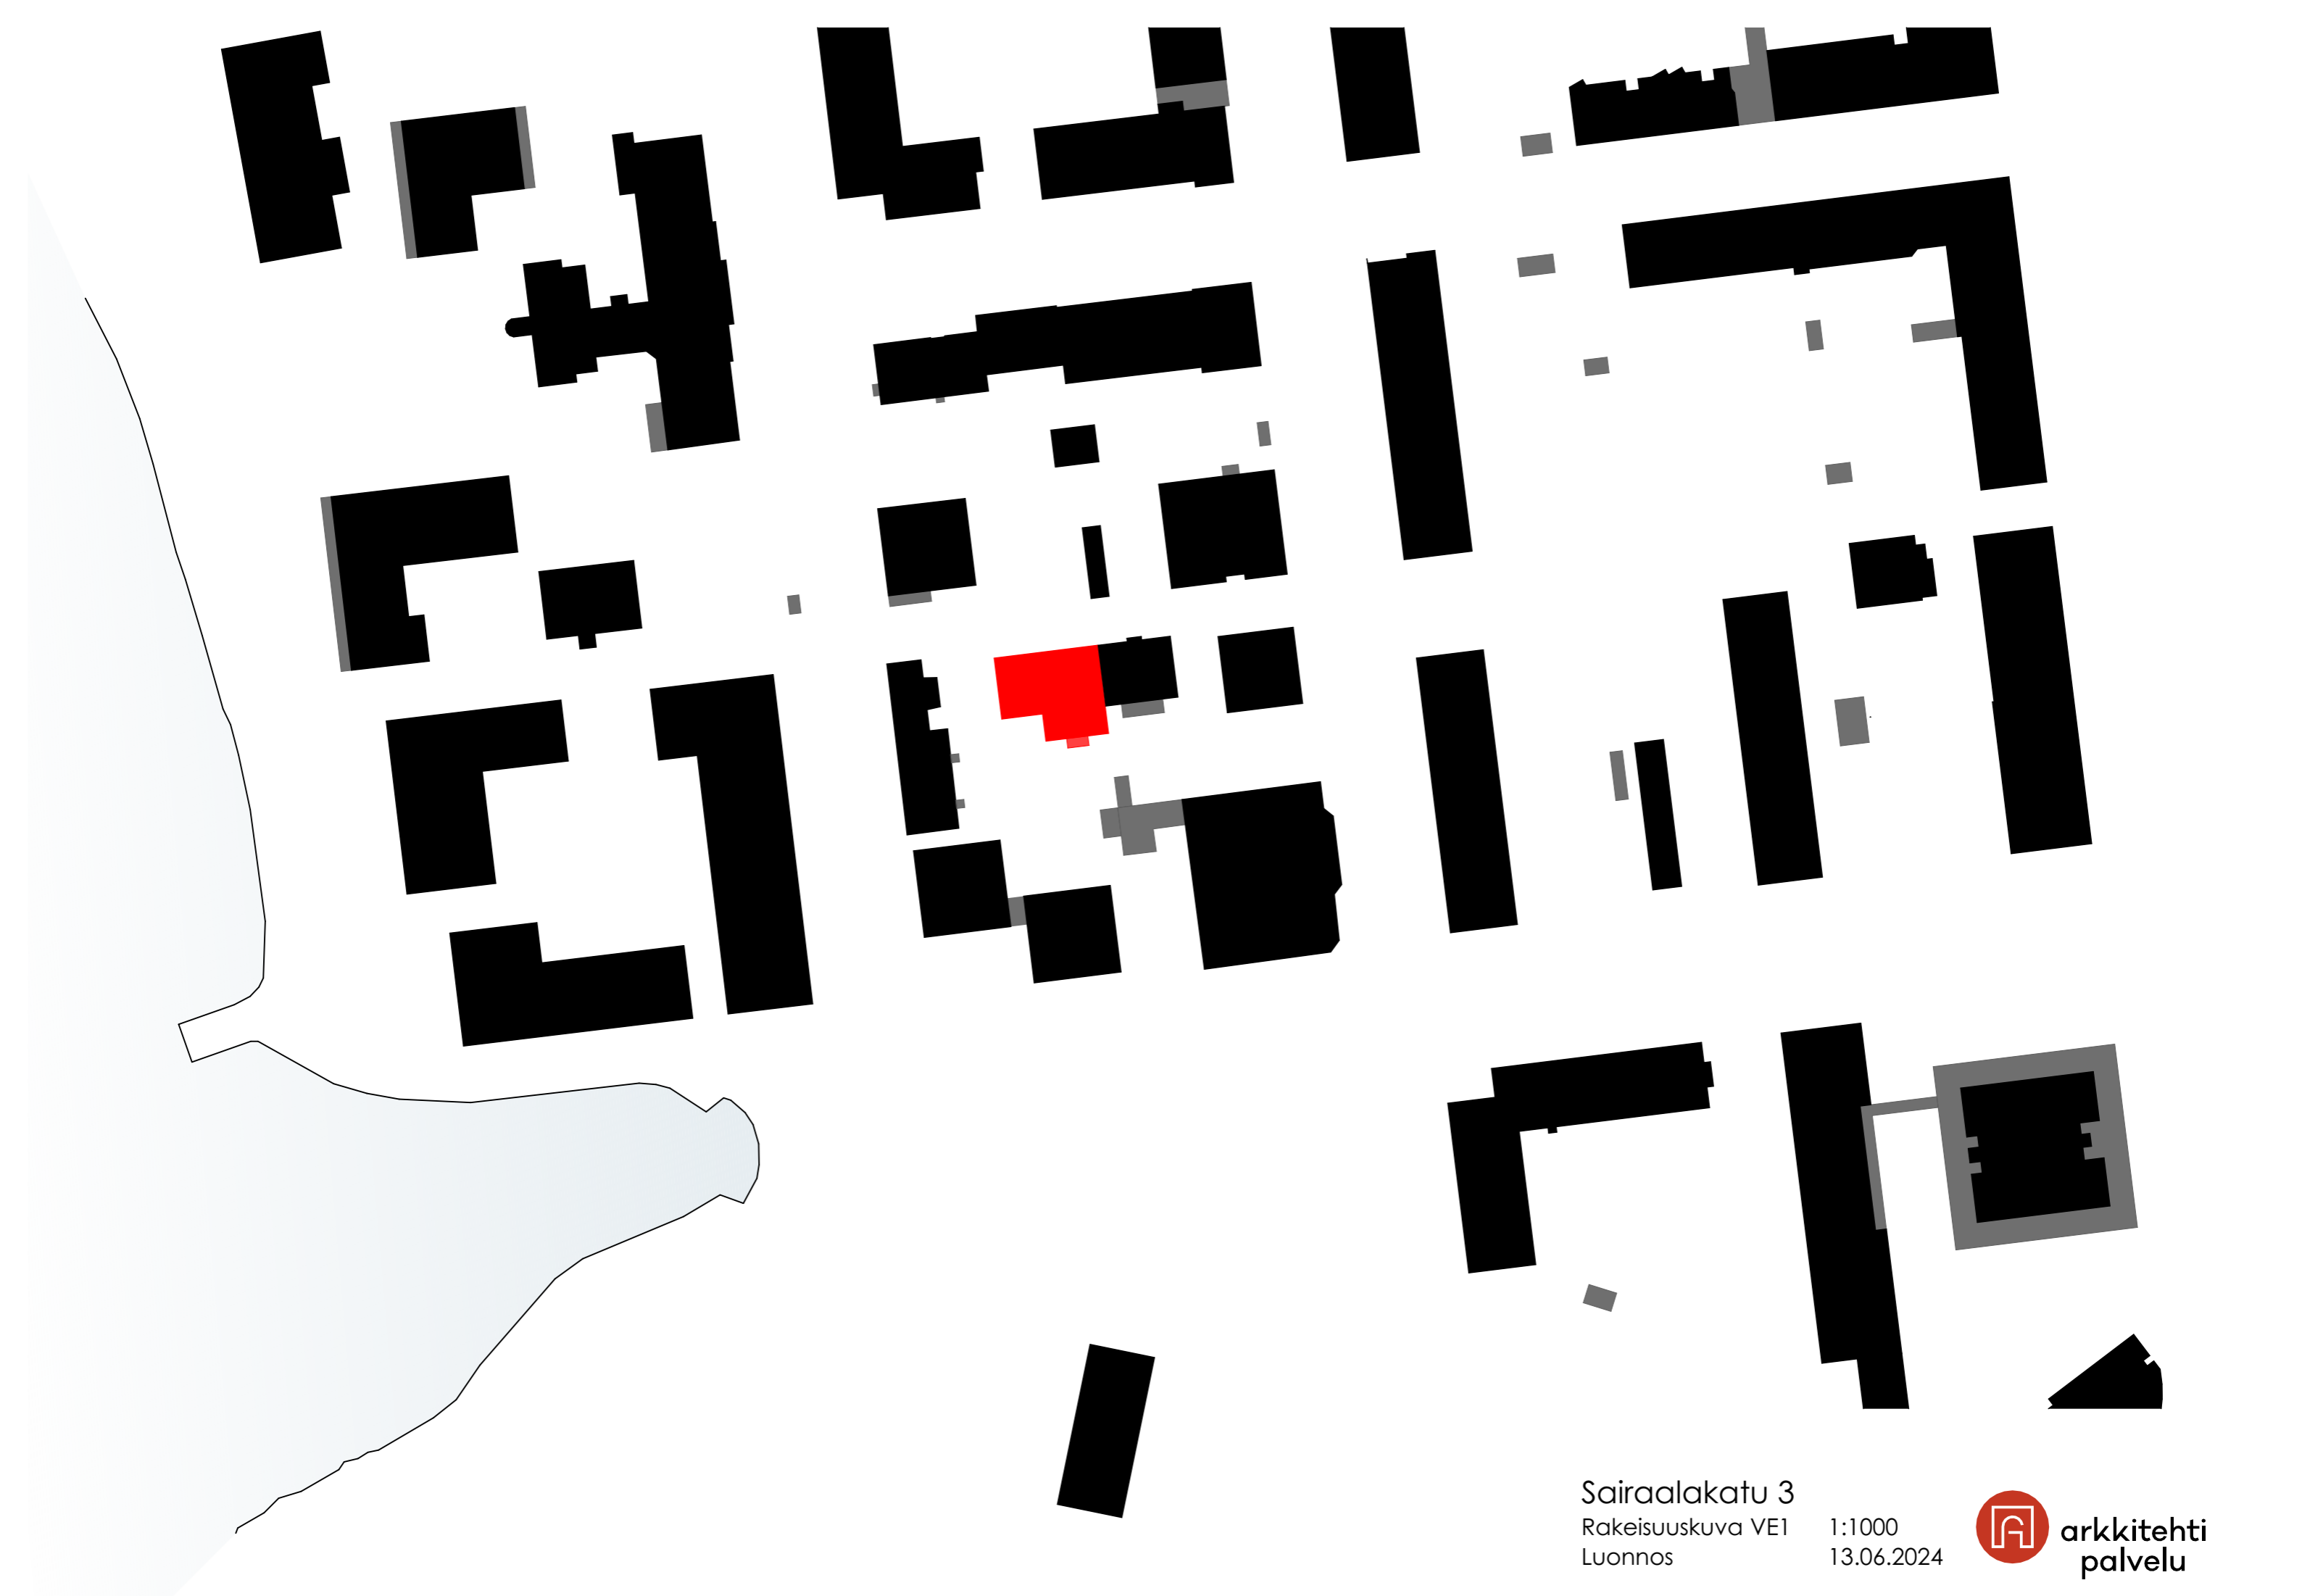 Sairaalakatu 3
Rakeisuuskuva VE1 1:1000
Luonnos 13.06.2024
arkkitehti
palvelu